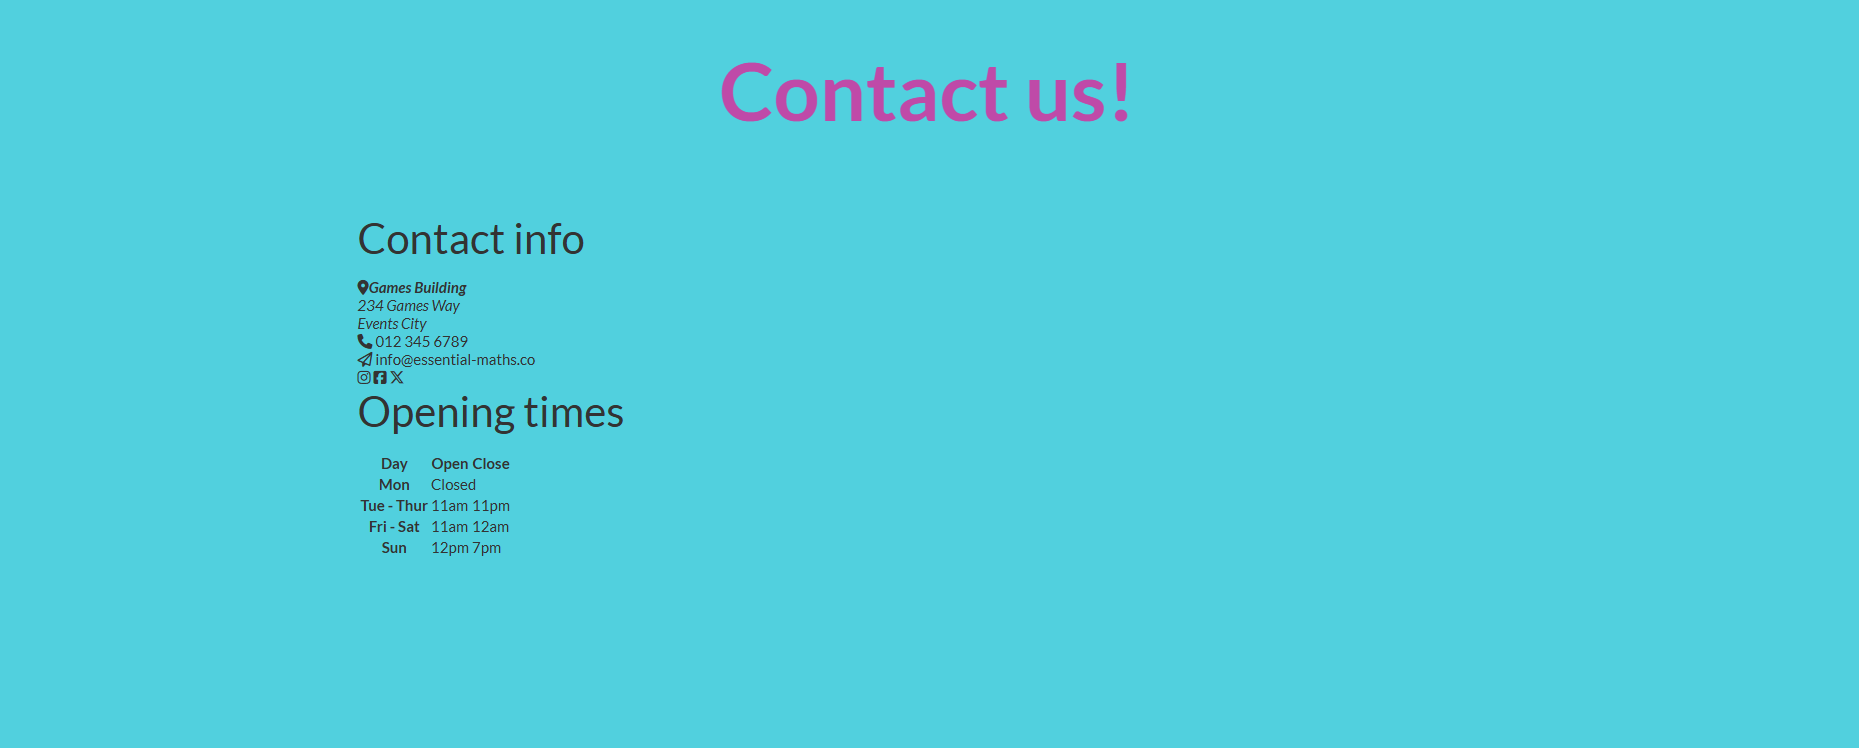 Contact us!
Contact info
Games Building
234 Games Way
Events City
012 345 6789
info@essential-maths.co
Opening times
Day Open Close
Mon Closed
Tue - Thur 11am 11pm
Fri - Sat 11am 12am
Sun 12pm 7pm